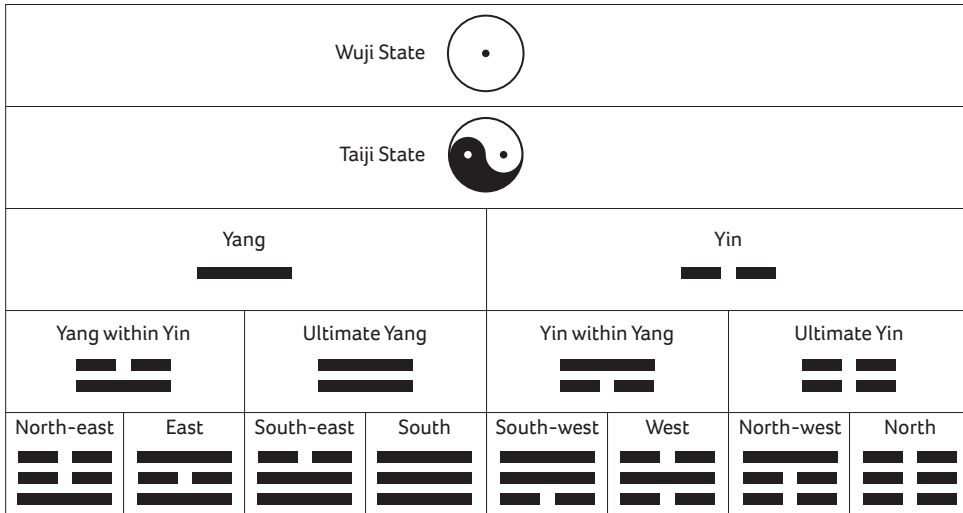 Wuji State
Taiji State
Yang Yin
Yang within Yin Ultimate Yang Yin within Yang Ultimate Yin
North-east East South-east South South-west West North-west North